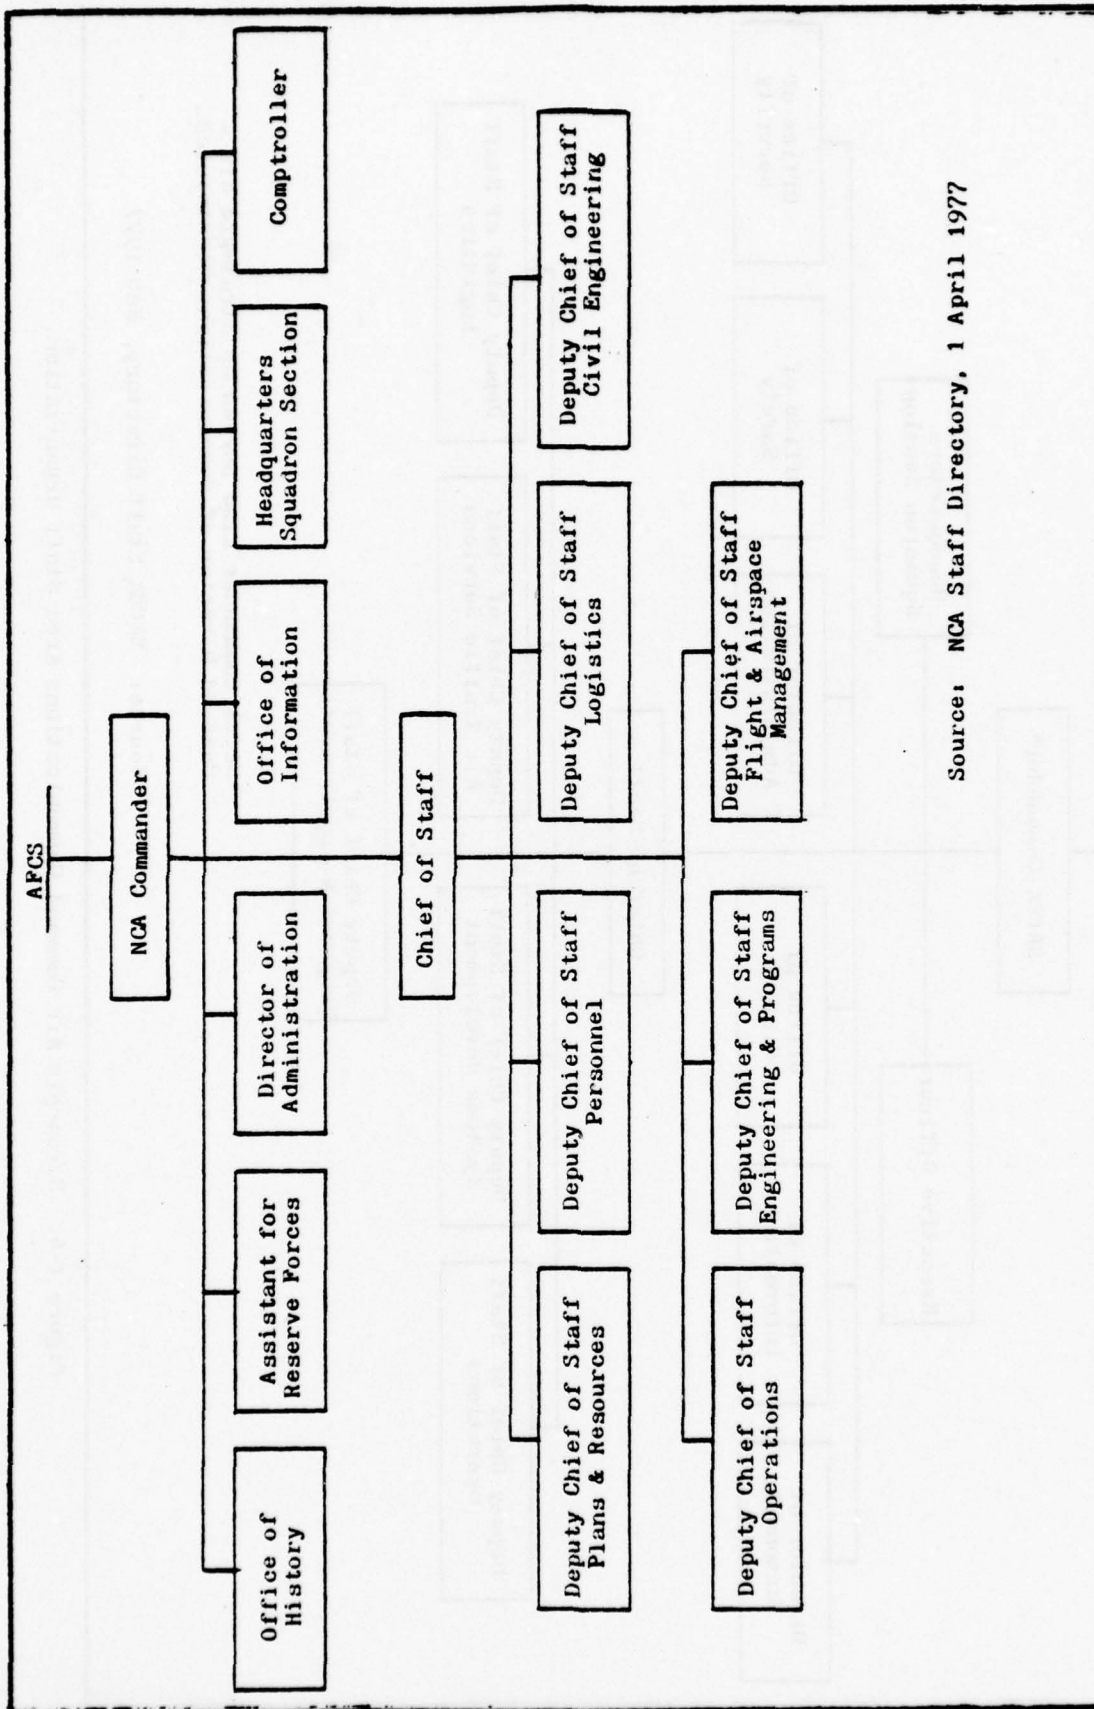 AFCS
NCA Commander
Office of
History
Assistant for
Reserve Forces
Director of
Administration
Office of
Information
Headquarters
Squadron Section
Comptroller
Chief of Staff
Deputy Chief of Staff
Plans & Resources
Deputy Chief of Staff
Personnel
Deputy Chief of Staff
Logistics
Deputy Chief of Staff
Civil Engineering
Deputy Chief of Staff
Operations
Deputy Chief of Staff
Engineering & Programs
Deputy Chief of Staff
Flight & Airspace
Management
Source: NCA Staff Directory, 1 April 1977